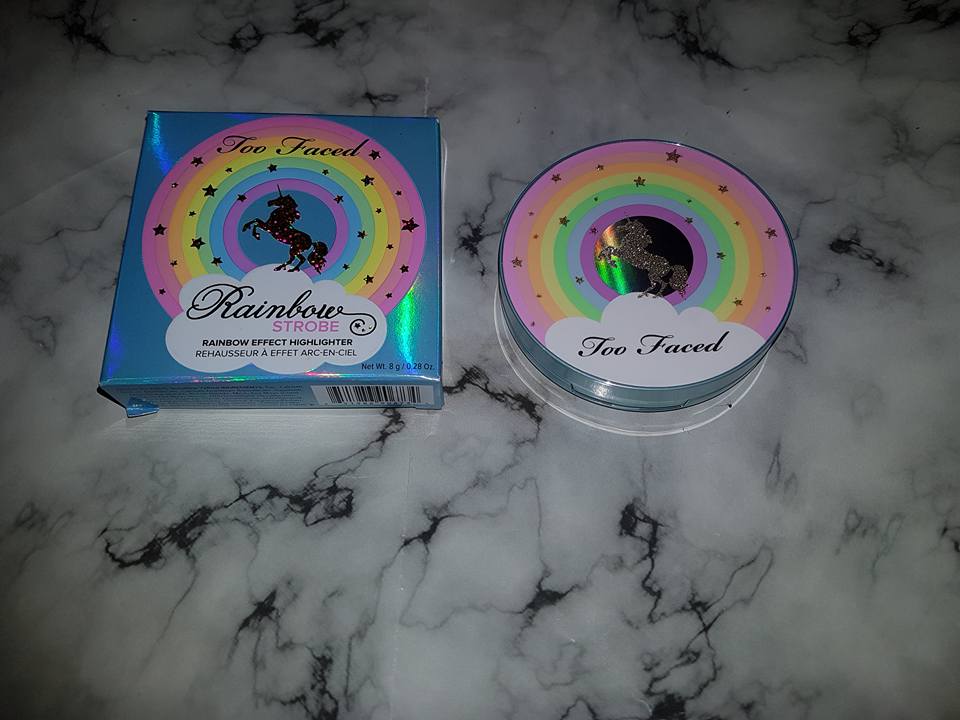 Too Faced
Rainbow
STROBE
RAINBOW EFFECT HIGHLIGHTER
REHAUSSEUR À EFFET ARC-EN-CIEL
Net Wt. 8 g / 0.28 Oz.
Too Faced